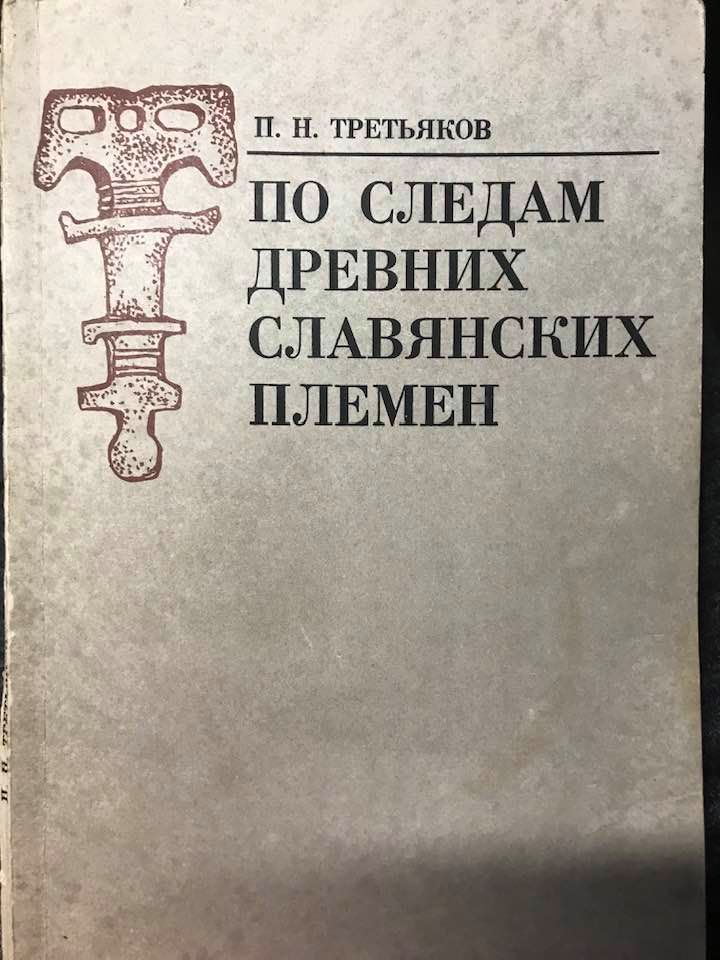 П. Н. ТРЕТЬЯКОВ
ПО СЛЕДАМ
ДРЕВНИХ
СЛАВЯНСКИХ
ПЛЕМЕН